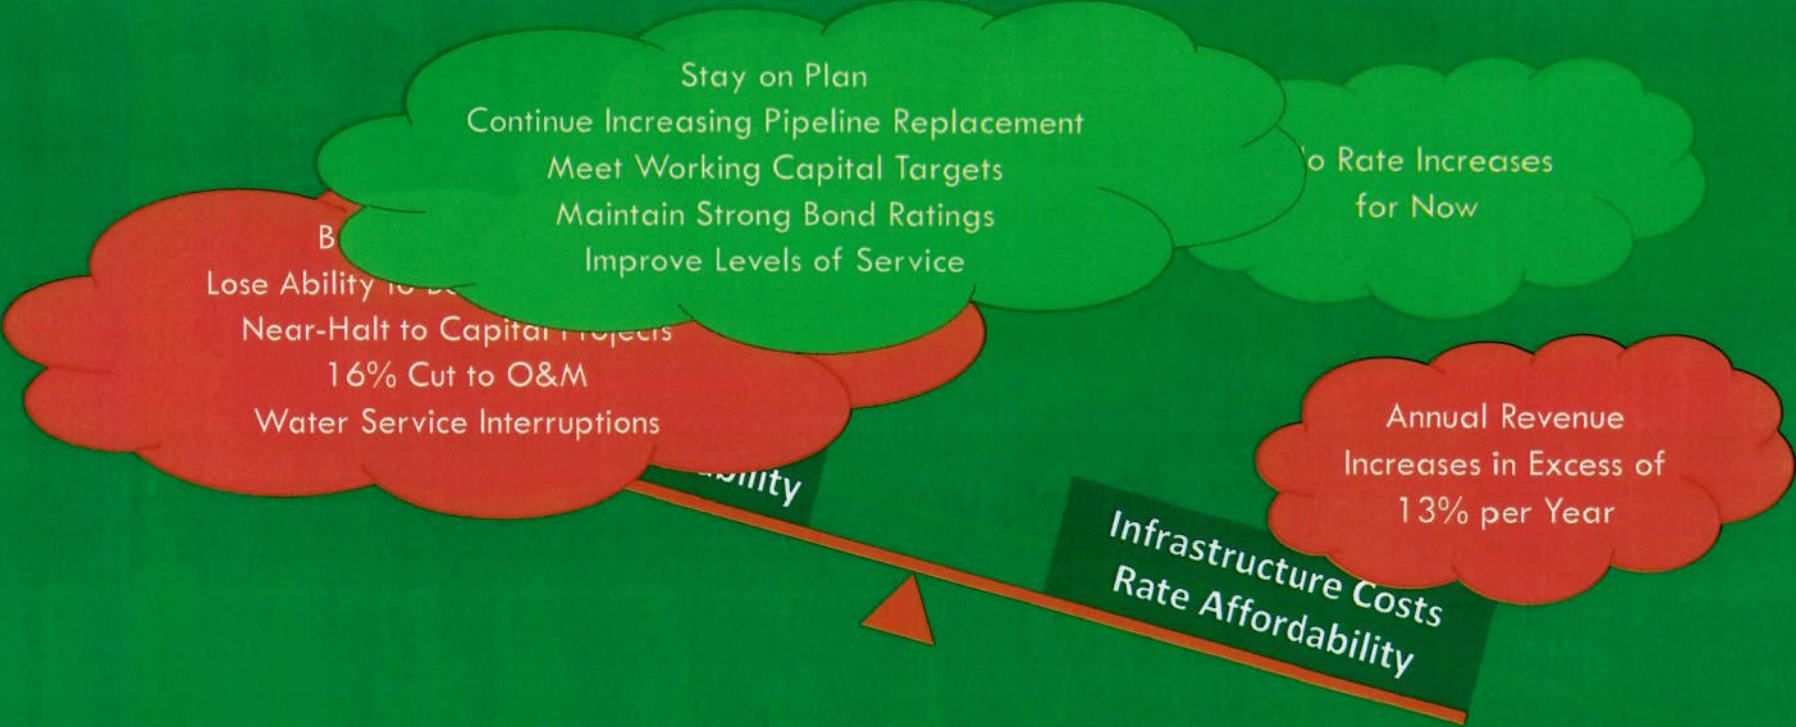 Stay on Plan
Continue Increasing Pipeline Replacement
Meet Working Capital Targets
Maintain Strong Bond Ratings
Improve Levels of Service
Rate Increases
for Now
Lose Ability
Near-Halt to Capital Projects
16% Cut to O&M
Water Service Interruptions
Annual Revenue
Increases in Excess of
13% per Year
Infrastructure Costs
Rate Affordability